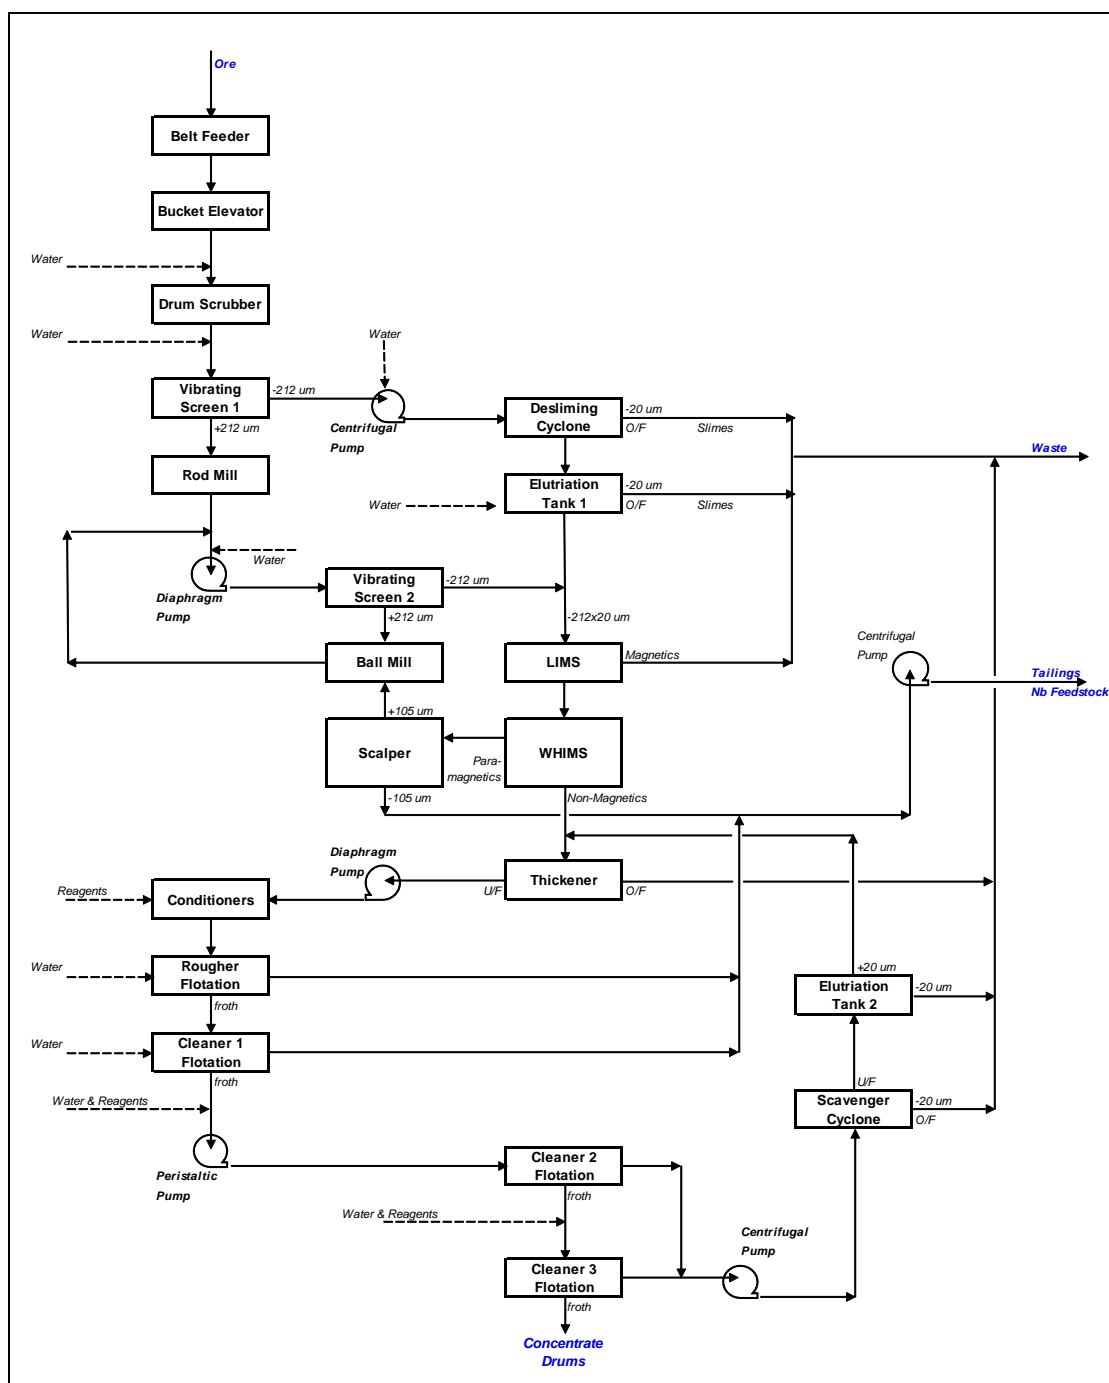 Ore
Belt Feeder
Bucket Elevator
Water
Drum Scrubber
Water
Water
Vibrating
Screen 1
-212 um
+212 um
Centrifugal
Pump
Desliming
Cyclone
-20 um
O/F
Slimes
Waste
Rod Mill
Water
Elutriation
Tank 1
-20 um
O/F
Slimes
Water
Diaphragm
Pump
Vibrating
Screen 2
-212 um
+212 um
-212x20 um
Ball Mill
LIMS
Magnetics
Centrifugal
Pump
Tailings
Nb Feedstock
+105 um
Scalper
Para-
magnetics
WHIMS
-105 um
Non-Magnetics
Diaphragm
Pump
Thickener
U/F
O/F
Reagents
Conditioners
Water
Rougher
Flotation
froth
+20 um
Elutriation
Tank 2
-20 um
Water
Cleaner 1
Flotation
froth
U/F
Water & Reagents
Scavenger
Cyclone
-20 um
O/F
Peristaltic
Pump
Cleaner 2
Flotation
froth
Water & Reagents
Centrifugal
Pump
Cleaner 3
Flotation
froth
Concentrate
Drums